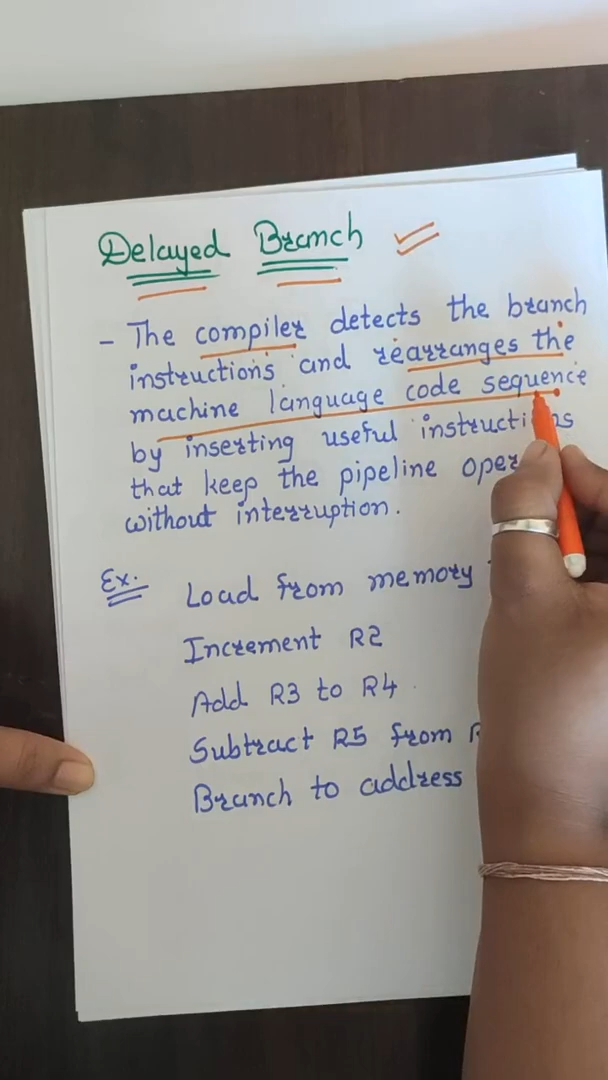 Delayed Branch
- The compiler detects the branch
instructions and rearranges the
machine language code sequence
by inserting useful
that keep the pipeline
without interruption.
Ex. Load from memory
Increment R2
Add R3 to R4
Subtract R5 from
Branch to address